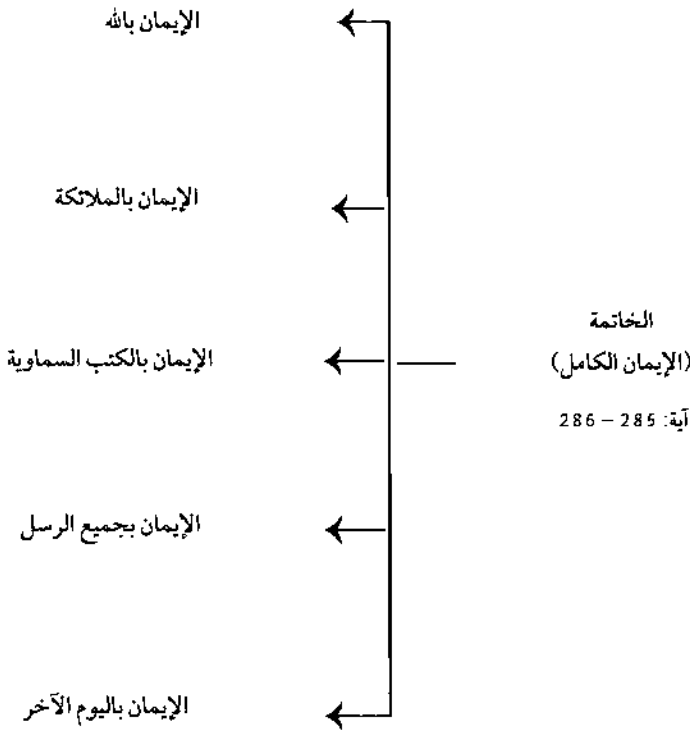 الإيمان بالله
الإيمان بالملائكة
الخاتمة
(الإيمان الكامل)
آية: 285 – 286
الإيمان بالكتب السماوية
الإيمان بجميع الرسل
الإيمان باليوم الآخر